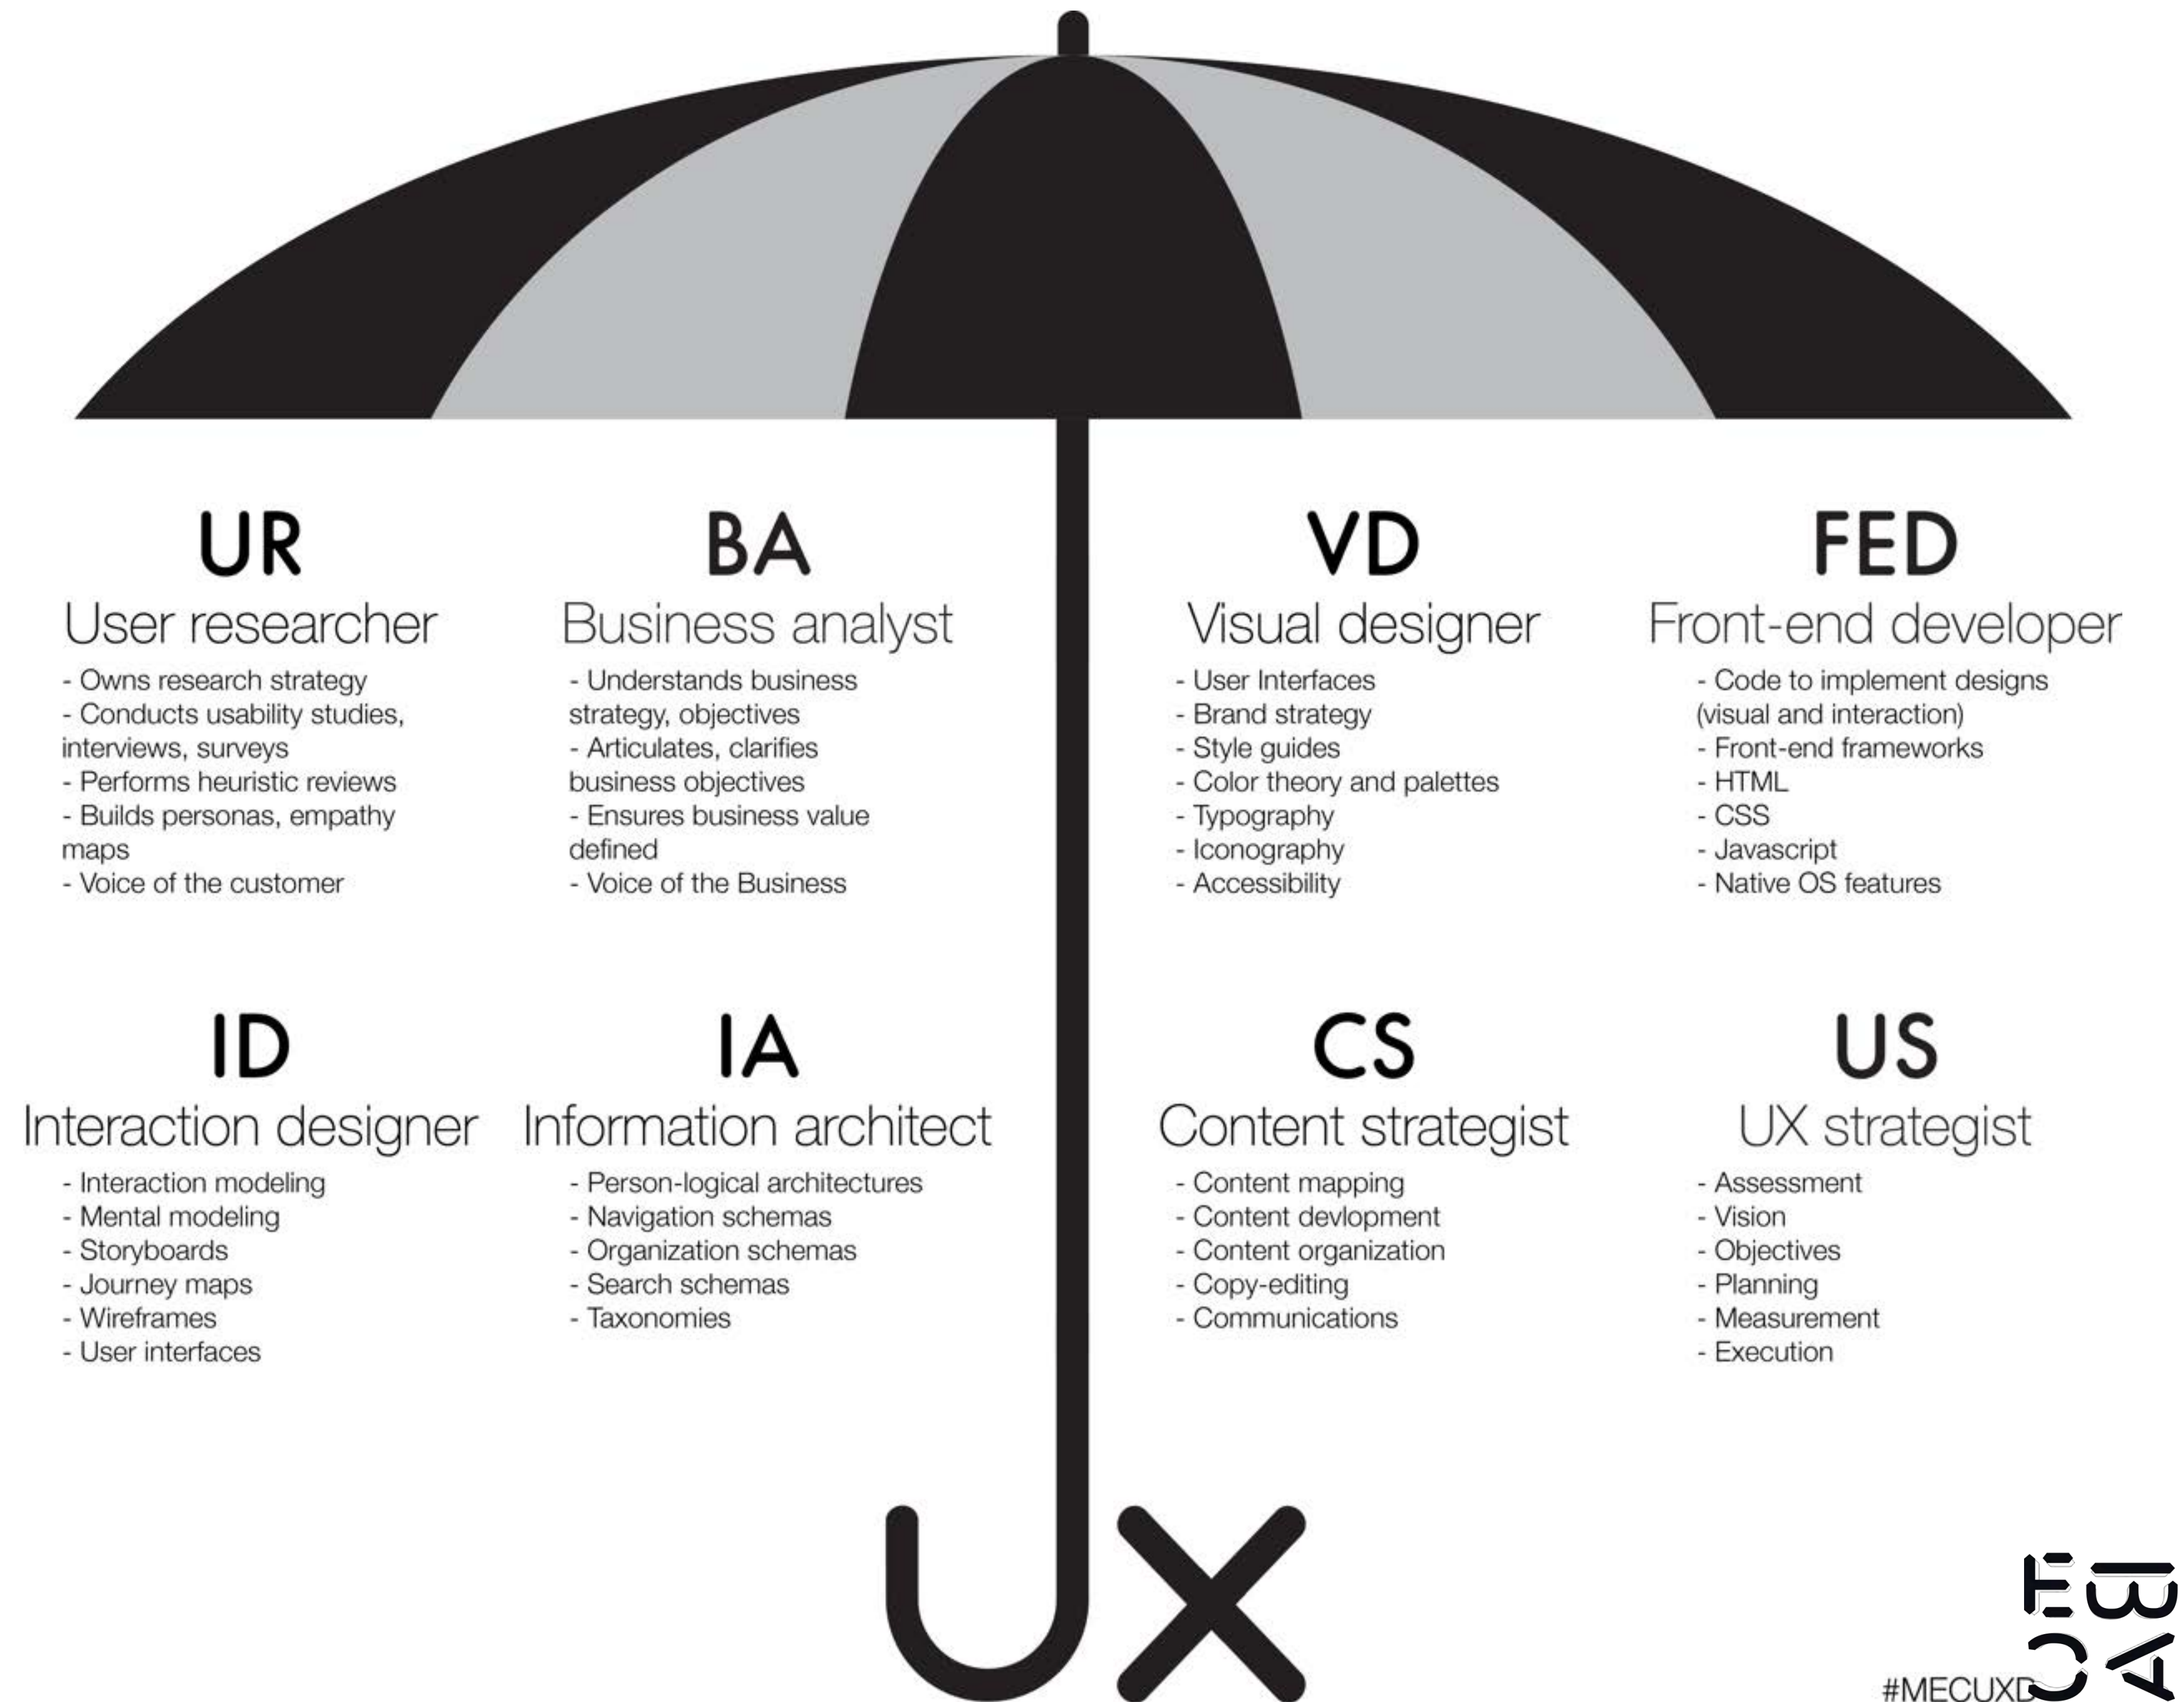 UR
User researcher
- Owns research strategy
- Conducts usability studies,
interviews, surveys
- Performs heuristic reviews
- Builds personas, empathy
maps
- Voice of the customer
BA
Business analyst
- Understands business
strategy, objectives
- Articulates, clarifies
business objectives
- Ensures business value
defined
- Voice of the Business
VD
Visual designer
- User Interfaces
- Brand strategy
- Style guides
- Color theory and palettes
- Typography
- Iconography
- Accessibility
FED
Front-end developer
- Code to implement designs
(visual and interaction)
- Front-end frameworks
- HTML
- CSS
- Javascript
- Native OS features
ID
Interaction designer
- Interaction modeling
- Mental modeling
- Storyboards
- Journey maps
- Wireframes
- User interfaces
IA
Information architect
- Person-logical architectures
- Navigation schemas
- Organization schemas
- Search schemas
- Taxonomies
CS
Content strategist
- Content mapping
- Content devlopment
- Content organization
- Copy-editing
- Communications
US
UX strategist
- Assessment
- Vision
- Objectives
- Planning
- Measurement
- Execution
UX
#MECUXD